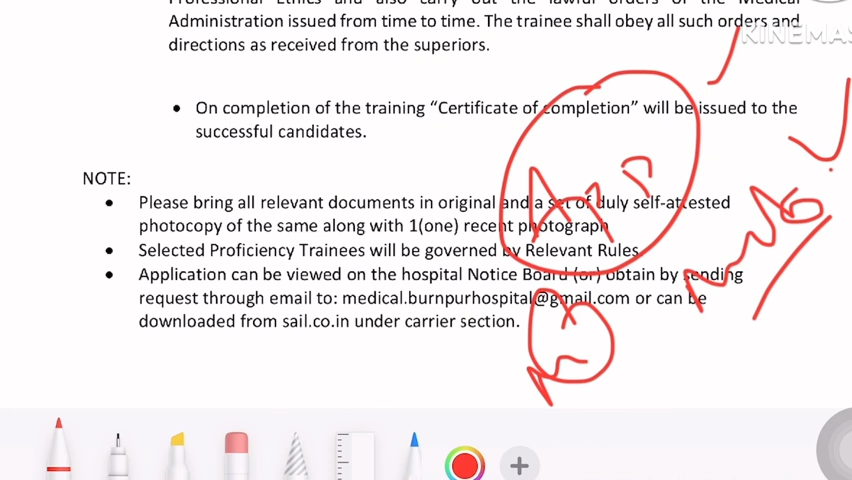 Professional Ethics and also carry out the lawful orders of the Medical
Administration issued from time to time. The trainee shall obey all such orders and
directions as received from the superiors.
KINEMAS
• On completion of the training “Certificate of completion” will be issued to the
successful candidates.
NOTE:
• Please bring all relevant documents in original and a set of duly self-attested
photocopy of the same along with 1(one) recent photograph
• Selected Proficiency Trainees will be governed by Relevant Rules
• Application can be viewed on the hospital Notice Board (or) obtain by sending
request through email to: medical.burnpurhospital@gmail.com or can be
downloaded from sail.co.in under carrier section.